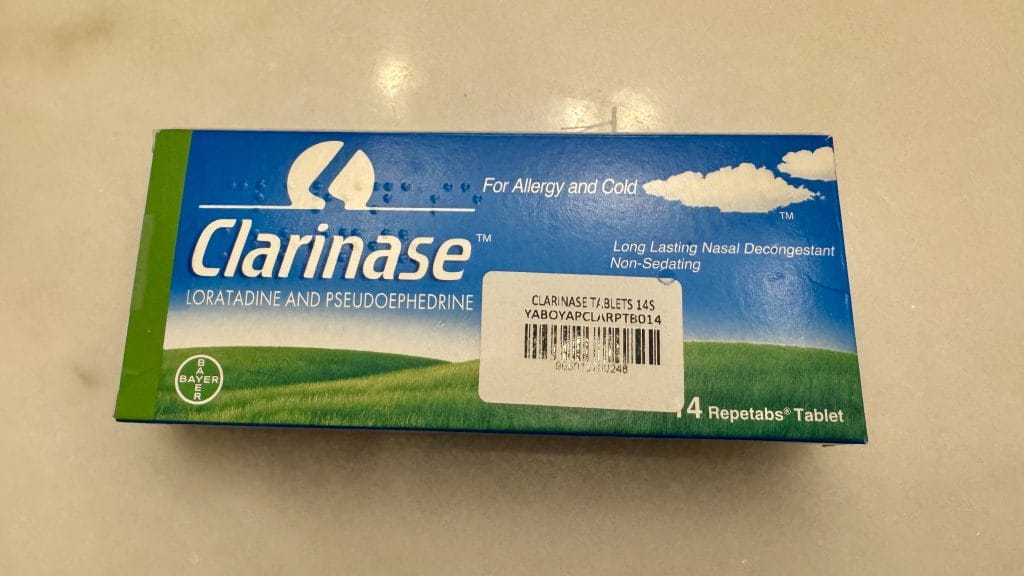 For Allergy and Cold
TM
Clarinase™
Long Lasting Nasal Decongestant
Non-Sedating
LORATADINE AND PSEUDOEPHEDRINE
CLARINASE TABLETS 14S
YABOYAPCLARPTB014
BAYER
BAYER
14 Repetabs® Tablet